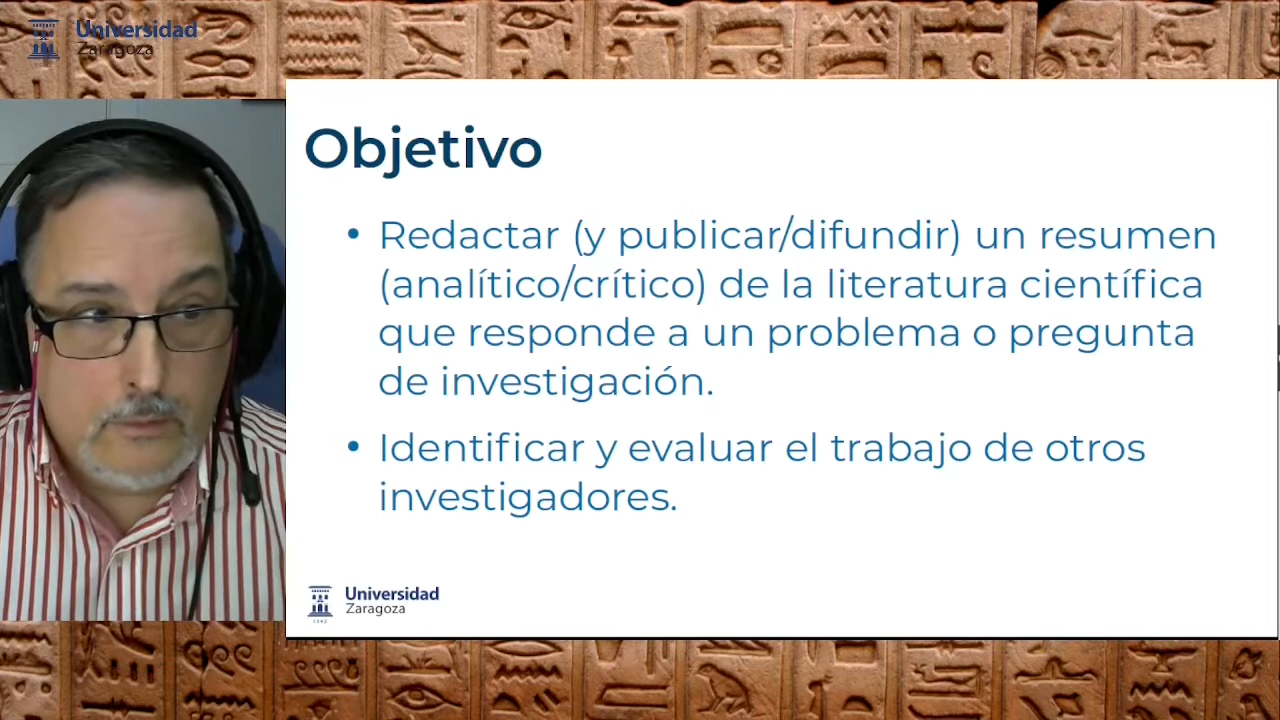 Universidad
Zaragoza
Objetivo
• Redactar (y publicar/difundir) un resumen
(analítico/crítico) de la literatura científica
que responde a un problema o pregunta
de investigación.
• Identificar y evaluar el trabajo de otros
investigadores.
Universidad
Zaragoza
1542